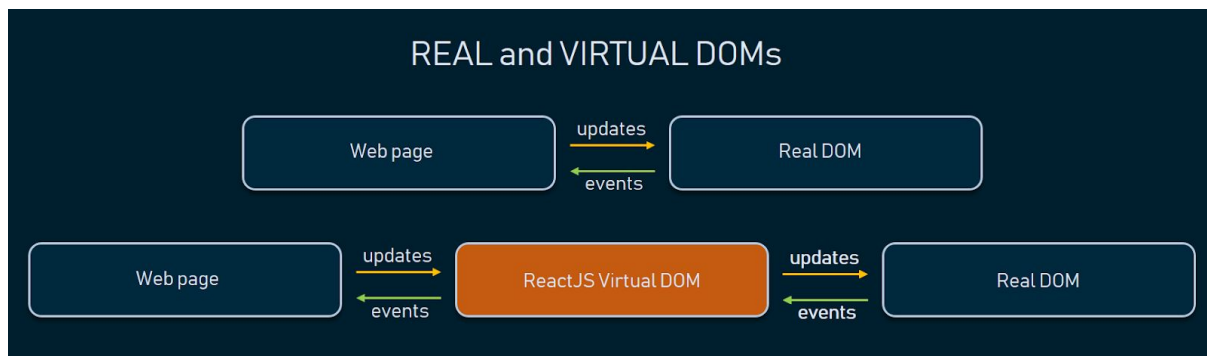 REAL and VIRTUAL DOMs
Web page
updates
events
Real DOM
Web page
updates
events
ReactJS Virtual DOM
updates
events
Real DOM